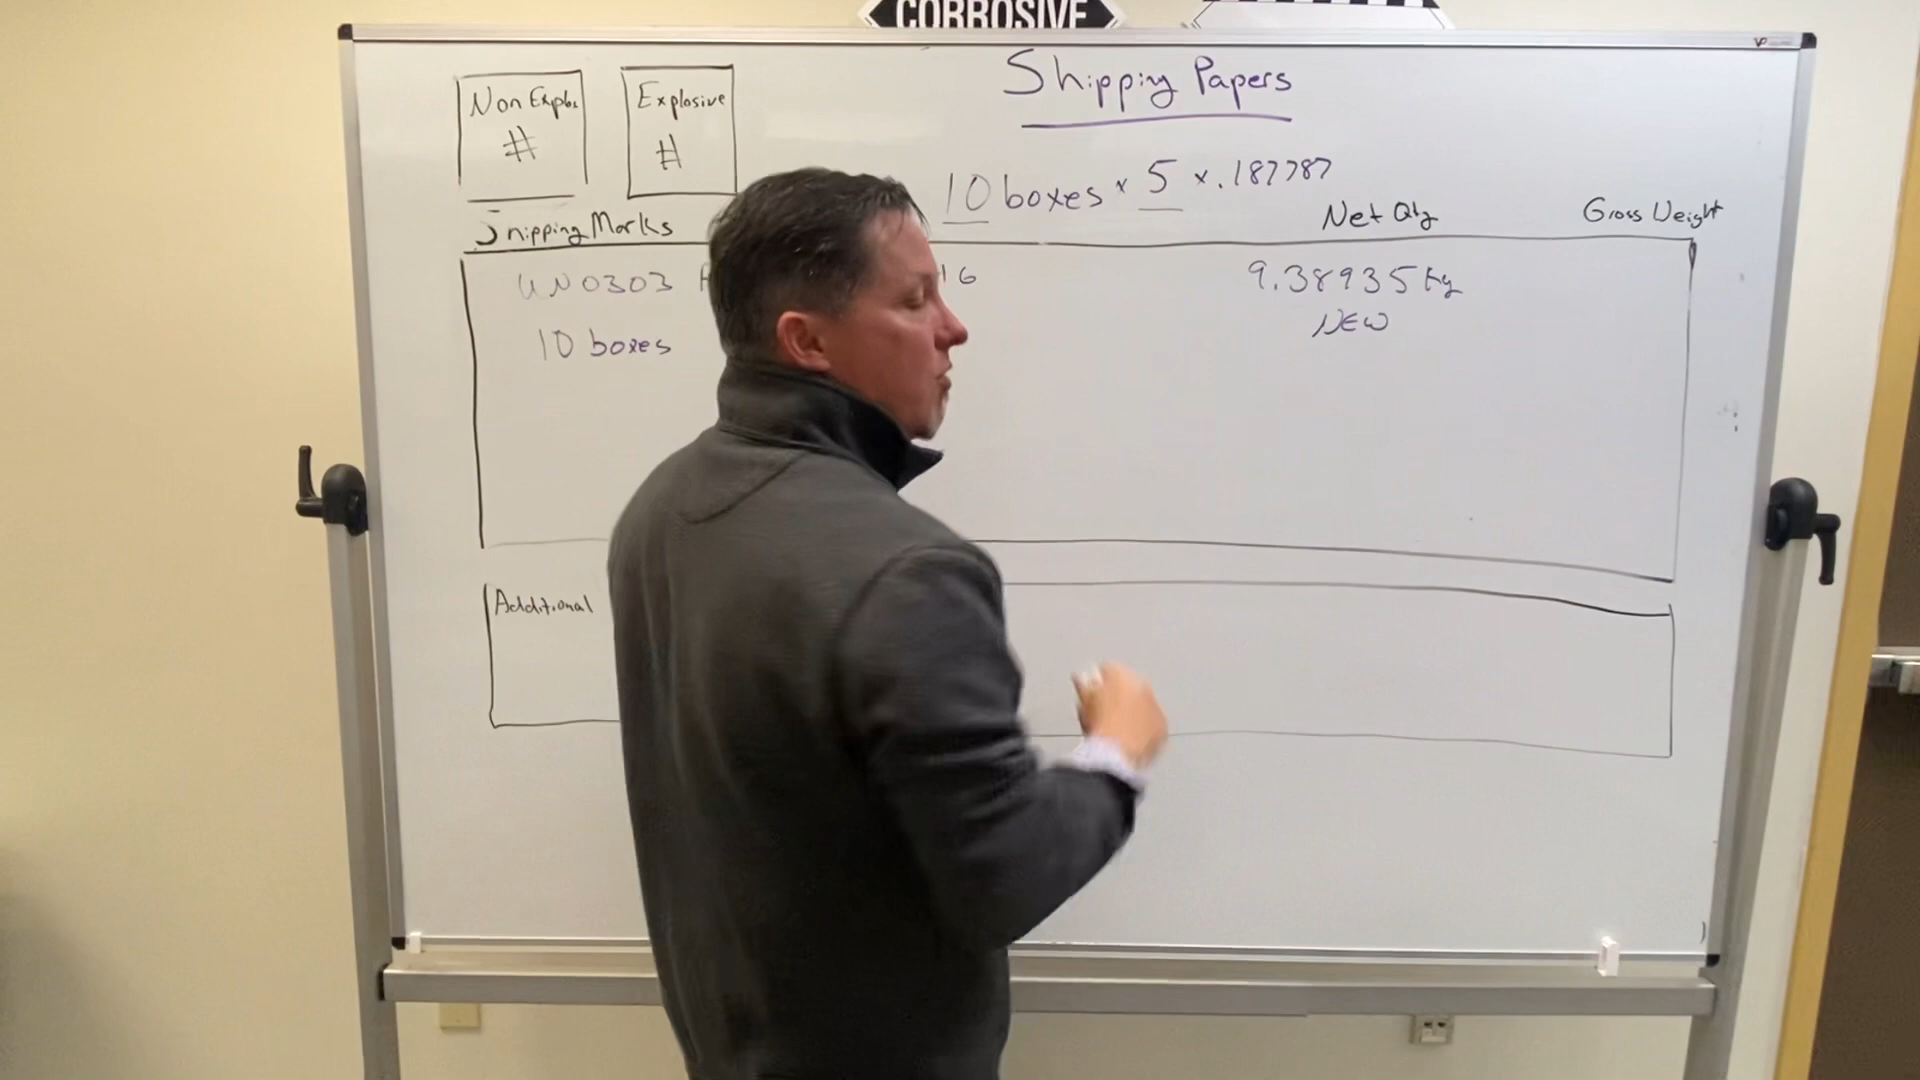 CORROSIVE
Shipping Papers
Non Explo.
#
Explosive
#
10 boxes × 5 × .187787
Shipping Marks
Net Qty
Gross Weight
UN0303
16
9.38935 kg
NEW
10 boxes
Additional